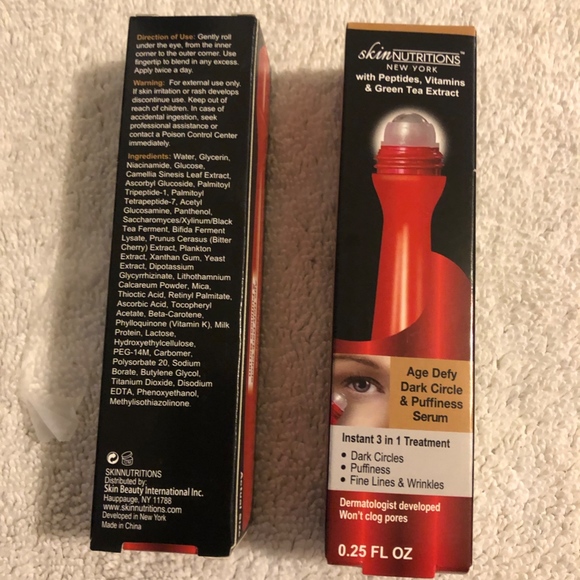 Direction of Use: Gently roll
under the eye, from the inner
corner to the outer corner. Use
fingertip to blend in any excess.
Apply twice a day.
Warning: For external use only.
If skin irritation or rash develops
discontinue use. Keep out of
reach of children. In case of
accidental ingestion, seek
professional assistance or
contact a Poison Control Center
immediately.
Ingredients: Water, Glycerin,
Niacinamide, Glucose,
Camellia Sinesis Leaf Extract,
Ascorbyl Glucoside, Palmitoyl
Tripeptide-1, Palmitoyl
Tetrapeptide-7, Acetyl
Glucosamine, Panthenol,
Saccharomyces/Xylinum/Black
Tea Ferment, Bifida Ferment
Lysate, Prunus Cerasus (Bitter
Cherry) Extract, Plankton
Extract, Xanthan Gum, Yeast
Extract, Dipotassium
Glycyrrhizinate, Lithothamnium
Calcareum Powder, Mica,
Thioctic Acid, Retinyl Palmitate,
Ascorbic Acid, Tocopheryl
Acetate, Beta-Carotene,
Phylloquinone (Vitamin K), Milk
Protein, Lactose,
Hydroxyethylcellulose,
PEG-14M, Carbomer,
Polysorbate 20, Sodium
Borate, Butylene Glycol,
Titanium Dioxide, Disodium
EDTA, Phenoxyethanol,
Methylisothiazolinone.
SKINNUTRITIONS
Distributed by:
Skin Beauty International Inc.
Hauppauge, NY 11788
www.skinnutritions.com
Developed in New York
Made in China
skinNUTRITIONS™
NEW YORK
with Peptides, Vitamins
& Green Tea Extract
Age Defy
Dark Circle
& Puffiness
Serum
Instant 3 in 1 Treatment
• Dark Circles
• Puffiness
• Fine Lines & Wrinkles
Dermatologist developed
Won't clog pores
0.25 FL OZ